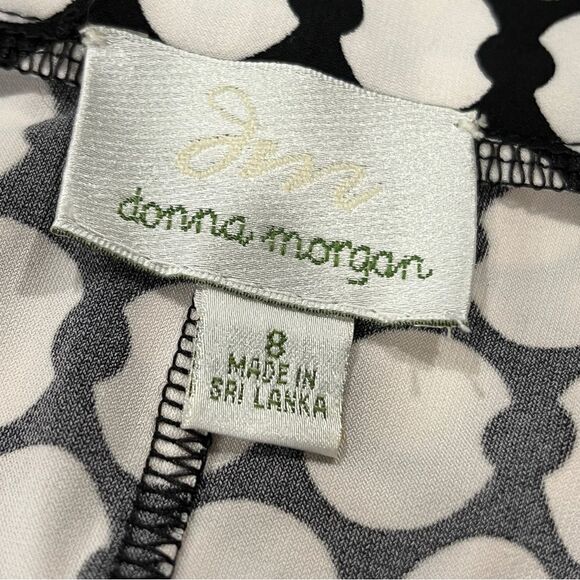 dm
donna morgan
8
MADE IN
SRI LANKA